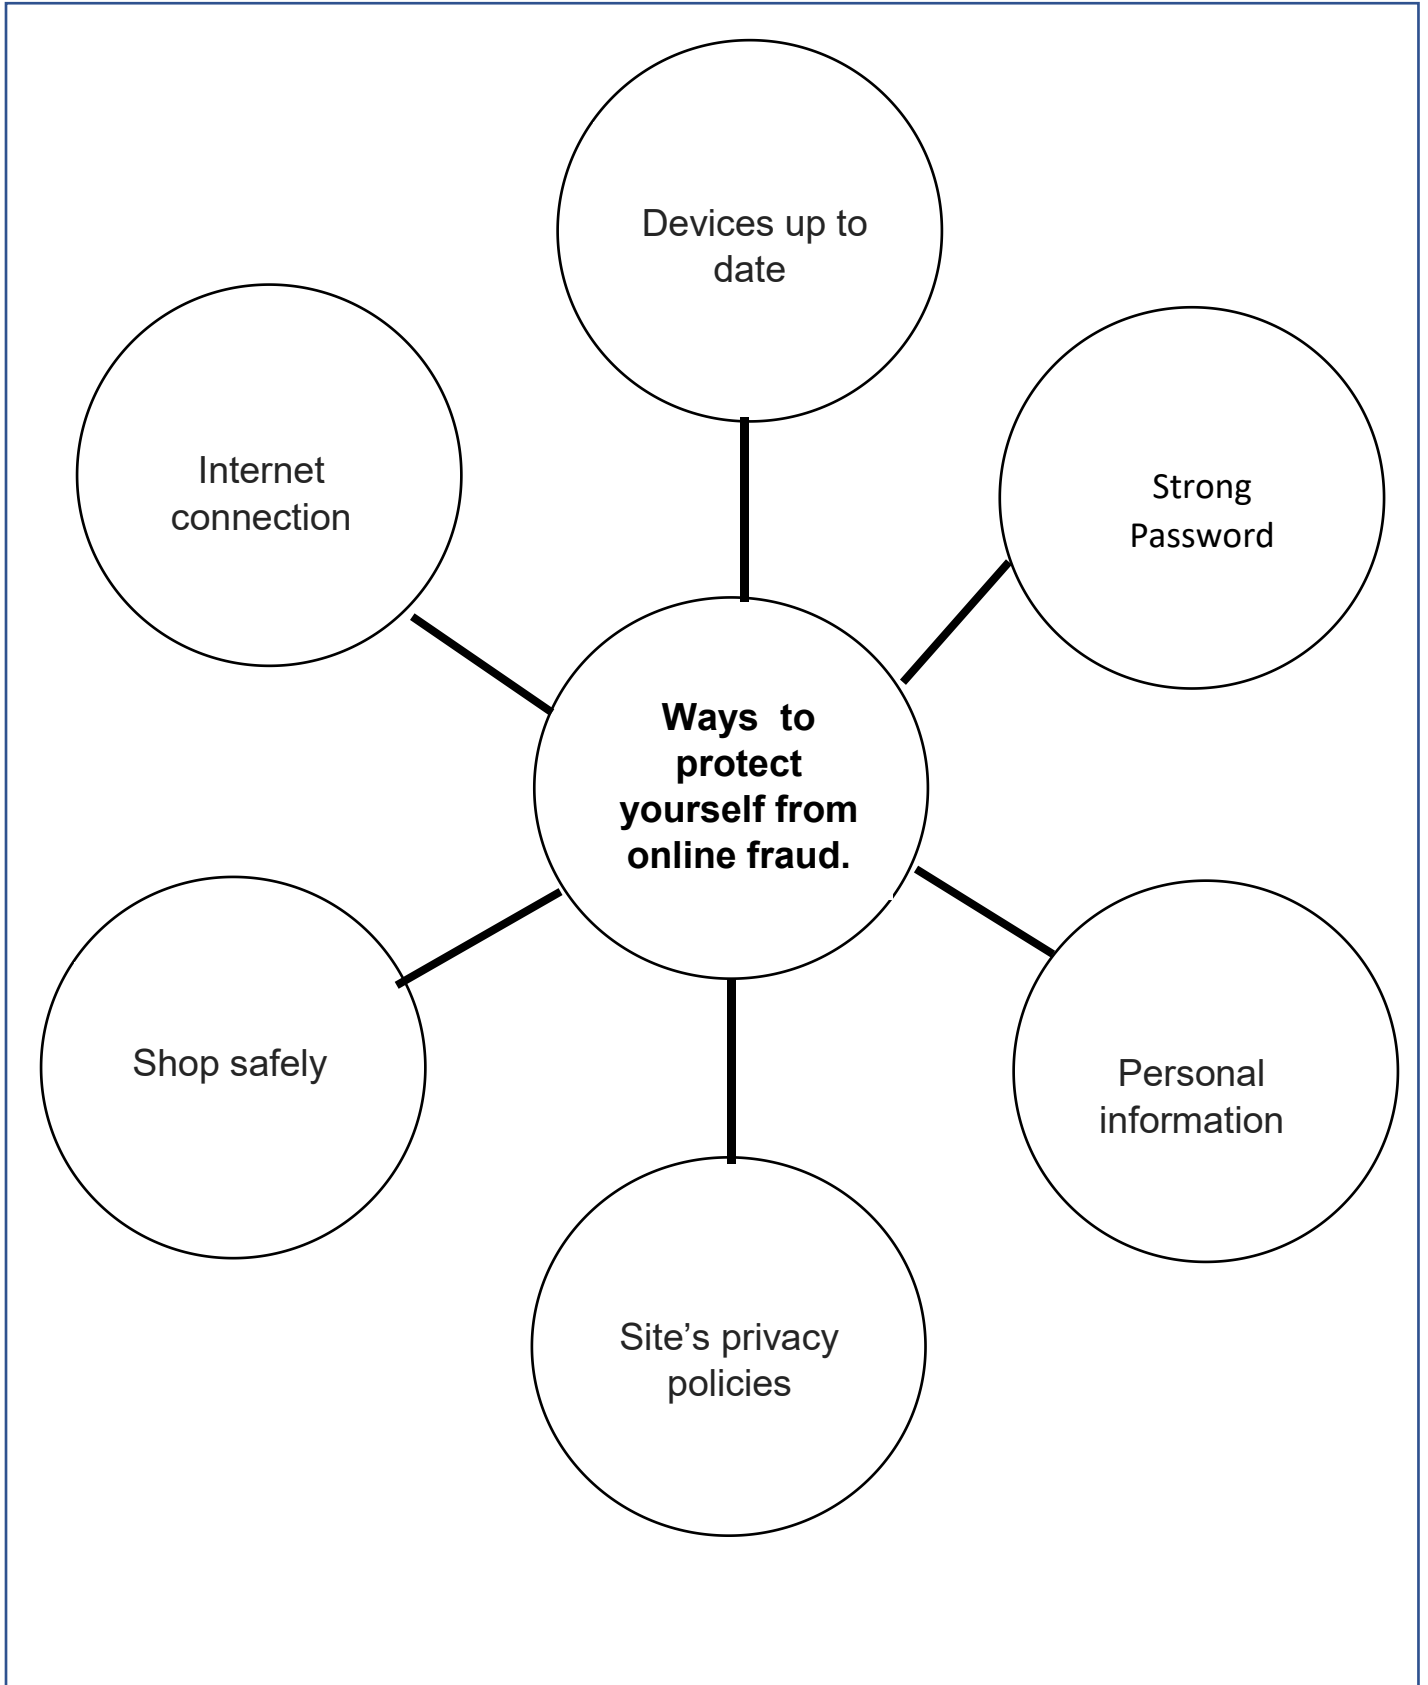 Devices up to
date
Internet
connection
Strong
Password
Ways to
protect
yourself from
online fraud.
Shop safely
Personal
information
Site’s privacy
policies